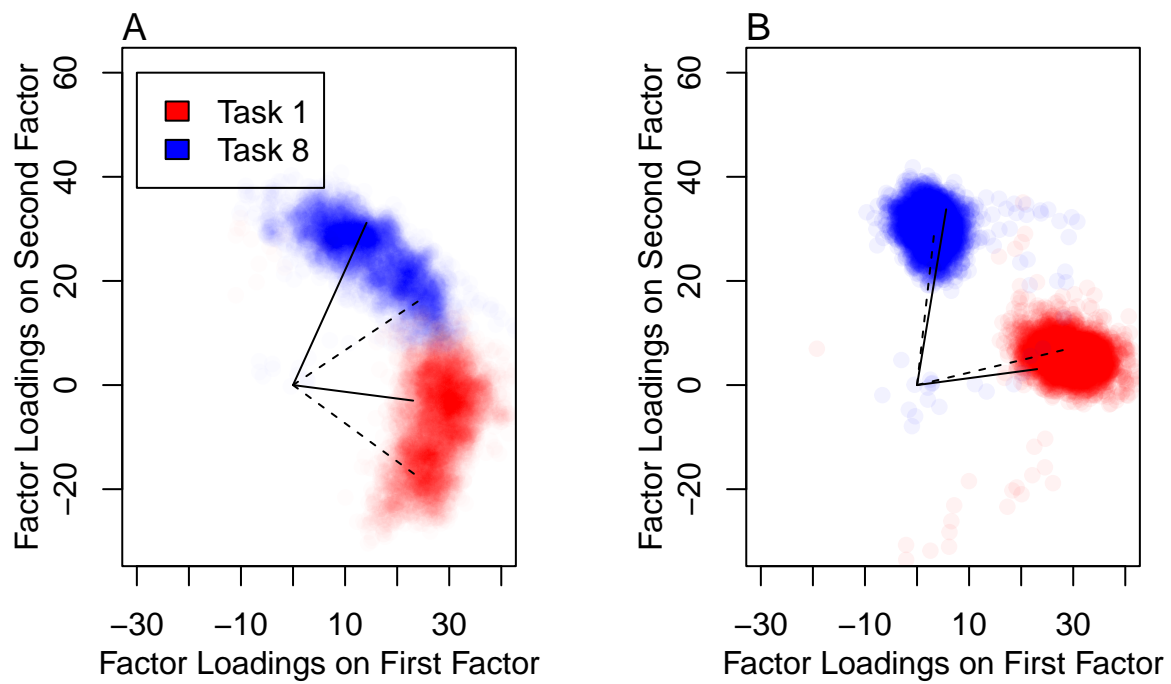 A
Factor Loadings on Second Factor
60
40
20
0
−20
Task 1
Task 8
−30
−10
10
30
Factor Loadings on First Factor
B
Factor Loadings on Second Factor
60
40
20
0
−20
−30
−10
10
30
Factor Loadings on First Factor